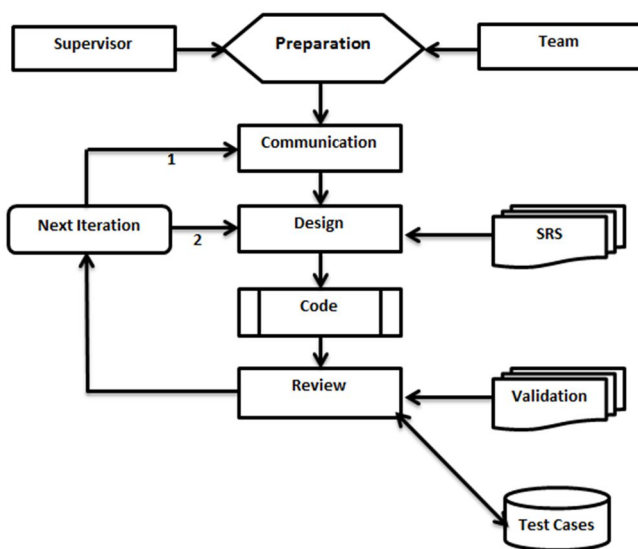 Supervisor
Preparation
Team
1
Communication
Next Iteration
2
Design
SRS
Code
Review
Validation
Test Cases